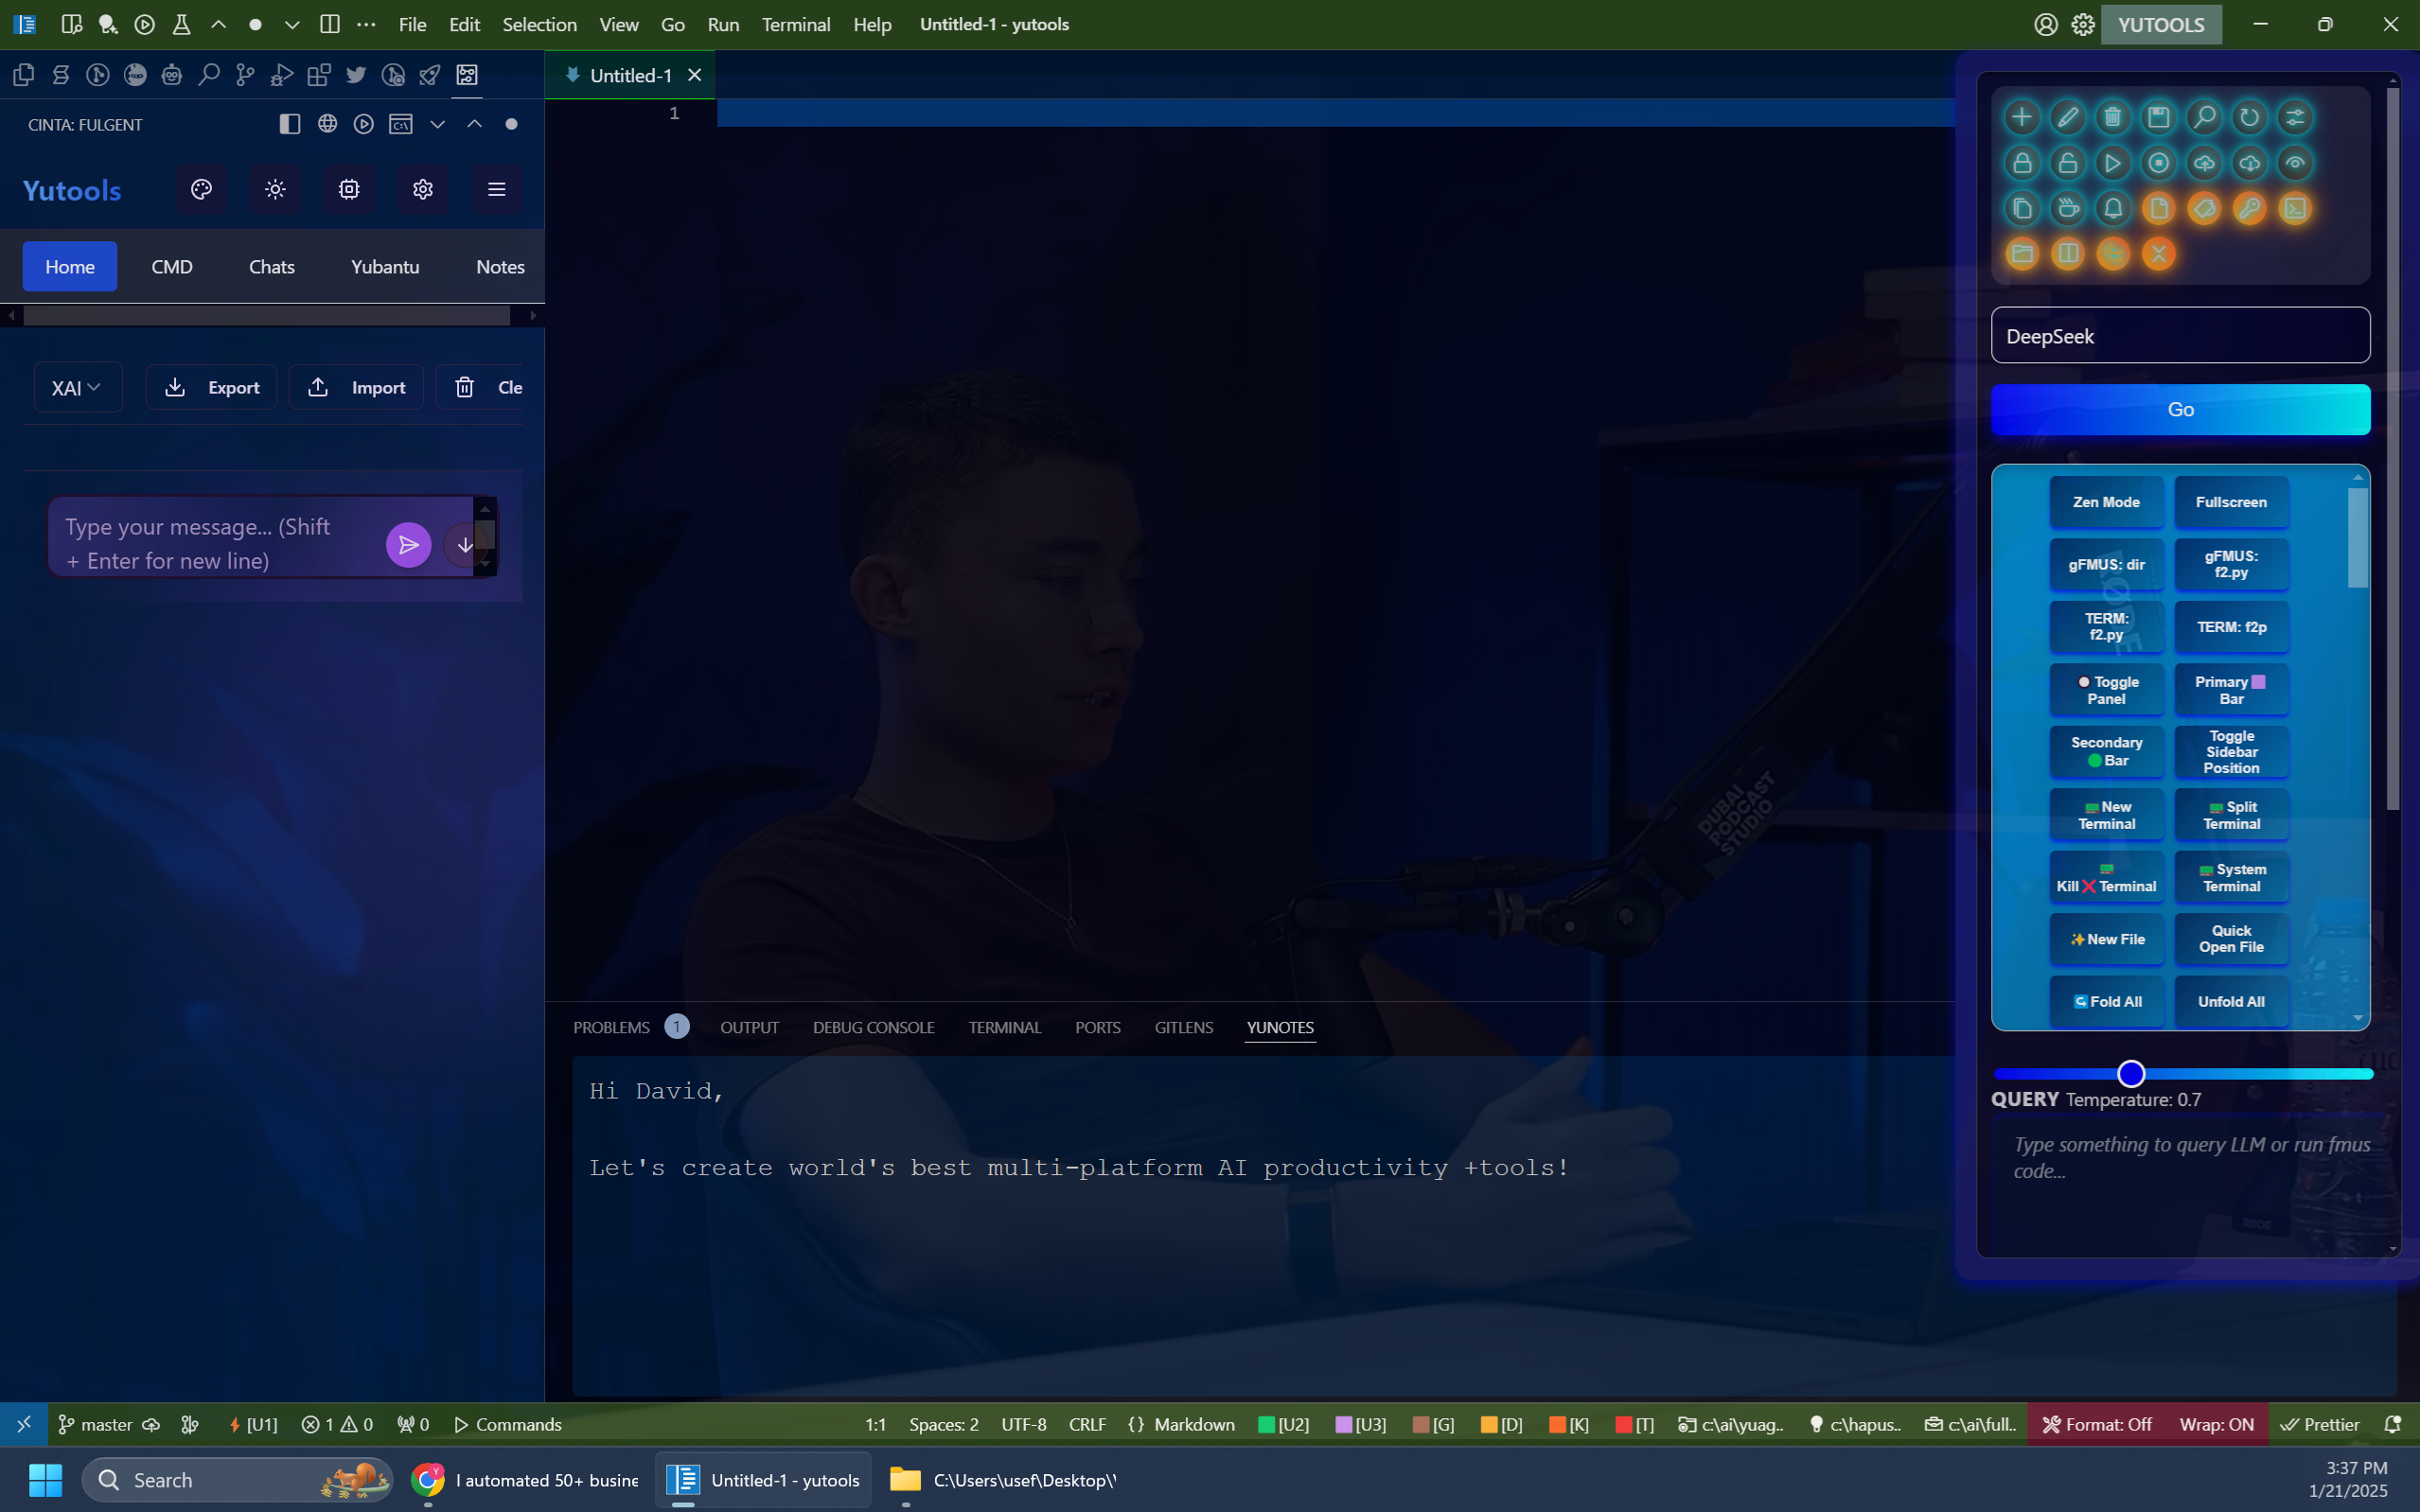 File Edit Selection View Go Run Terminal Help Untitled-1 - yutools YUTOOLS
CINTA: FULGENT
Yutools
Home CMD Chats Yubantu Notes
XAI Export Import Cle
Type your message... (Shift
+ Enter for new line)
Untitled-1
1
DUBAI
PODCAST
STUDIO
PROBLEMS 1 OUTPUT DEBUG CONSOLE TERMINAL PORTS GITLENS YUNOTES
Hi David,
Let's create world's best multi-platform AI productivity +tools!
DeepSeek
Go
Zen Mode Fullscreen
gFMUS: dir gFMUS: f2.py
TERM: f2.py TERM: f2p
Toggle Panel Primary Bar
Secondary Bar Toggle Sidebar Position
New Terminal Split Terminal
Kill Terminal System Terminal
New File Quick Open File
Fold All Unfold All
RØDE
QUERY Temperature: 0.7
Type something to query LLM or run fmus
code...
RODE
master [U1] 1 0 0 Commands 1:1 Spaces: 2 UTF-8 CRLF {} Markdown [U2] [U3] [G] [D] [K] [T] c:\ai\yuag.. c:\hapus.. c:\ai\full.. Format: Off Wrap: ON Prettier
Search I automated 50+ busine Untitled-1 - yutools C:\Users\usef\Desktop\
3:37 PM
1/21/2025